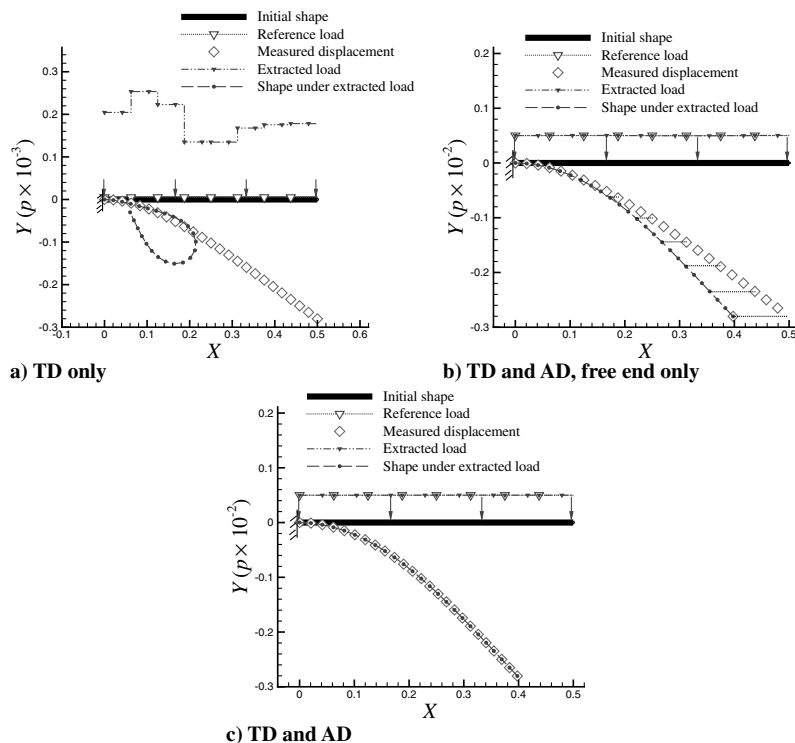 Initial shape
Reference load
Measured displacement
Extracted load
Shape under extracted load
Y (p × 10⁻³)
0.4
0.3
0.2
0.1
0
-0.1
-0.2
-0.3
-0.1 0 0.1 0.2 0.3 0.4 0.5 0.6
X
a) TD only
Initial shape
Reference load
Measured displacement
Extracted load
Shape under extracted load
Y (p × 10⁻²)
0.2
0.1
0
-0.1
-0.2
-0.3
0 0.1 0.2 0.3 0.4 0.5
X
b) TD and AD, free end only
Initial shape
Reference load
Measured displacement
Extracted load
Shape under extracted load
Y (p × 10⁻²)
0.2
0.1
0
-0.1
-0.2
-0.3
0 0.1 0.2 0.3 0.4 0.5
X
c) TD and AD